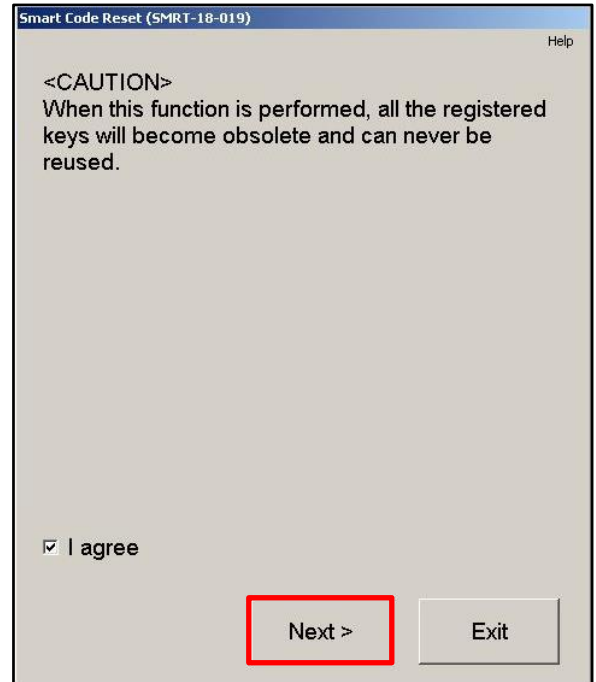 Smart Code Reset (SMRT-18-019)
Help
<CAUTION>
When this function is performed, all the registered
keys will become obsolete and can never be
reused.
I agree
Next >
Exit